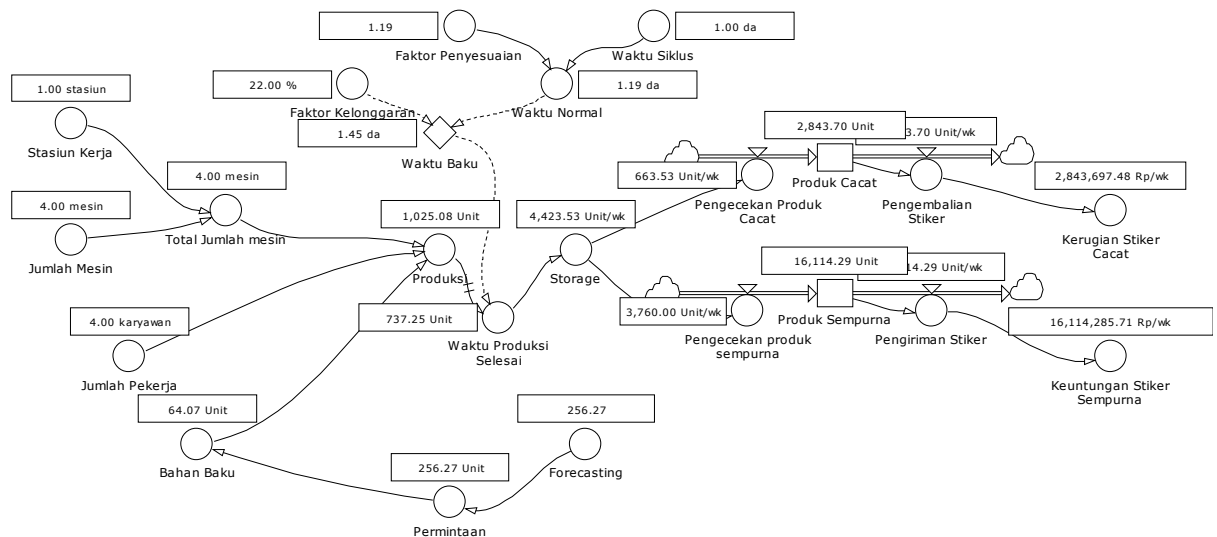 1.19
Faktor Penyesuaian
1.00 da
Waktu Siklus
22.00 %
Faktor Kelonggaran
1.19 da
Waktu Normal
1.45 da
Waktu Baku
1.00 stasiun
Stasiun Kerja
4.00 mesin
Total Jumlah mesin
4.00 mesin
Jumlah Mesin
1,025.08 Unit
Produksi
4,423.53 Unit/wk
Storage
737.25 Unit
Waktu Produksi
Selesai
4.00 karyawan
Jumlah Pekerja
64.07 Unit
Bahan Baku
256.27
Forecasting
256.27 Unit
Permintaan
2,843.70 Unit
3.70 Unit/wk
663.53 Unit/wk
Produk Cacat
Pengecekan Produk
Cacat
Pengembalian
Stiker
2,843,697.48 Rp/wk
Kerugian Stiker
Cacat
16,114.29 Unit
14.29 Unit/wk
3,760.00 Unit/wk
Produk Sempurna
Pengecekan produk
sempurna
Pengiriman Stiker
16,114,285.71 Rp/wk
Keuntungan Stiker
Sempurna